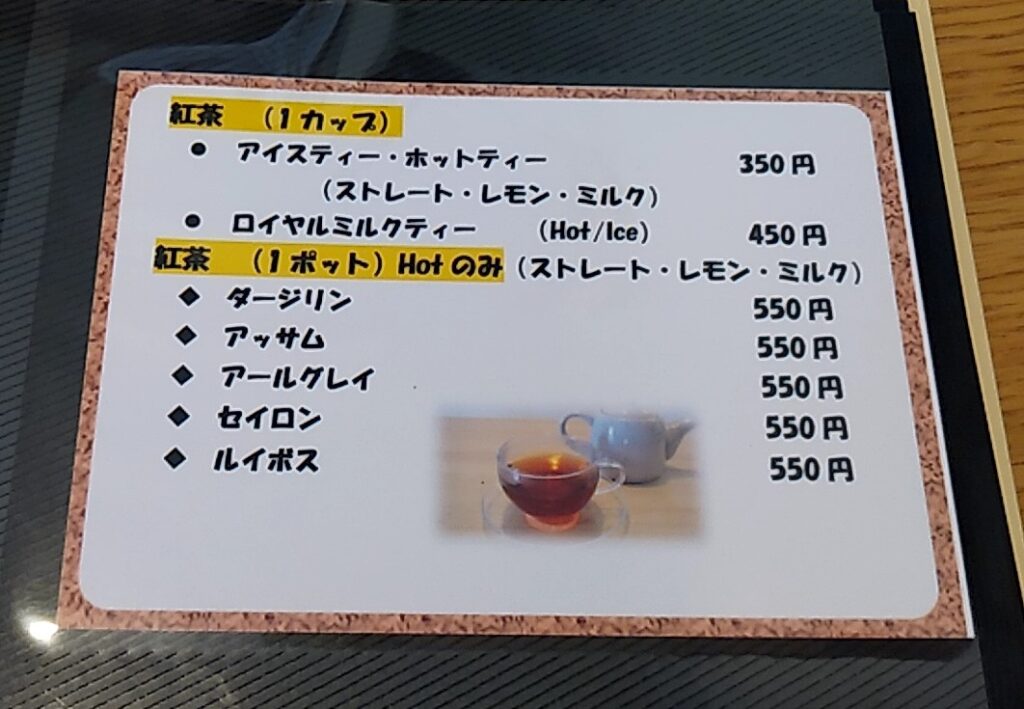 紅茶 （1カップ）
● アイスティー・ホットティー 350円
（ストレート・レモン・ミルク）
● ロイヤルミルクティー （Hot/Ice） 450円
紅茶 （1ポット）Hotのみ（ストレート・レモン・ミルク）
◆ ダージリン 550円
◆ アッサム 550円
◆ アールグレイ 550円
◆ セイロン 550円
◆ ルイボス 550円